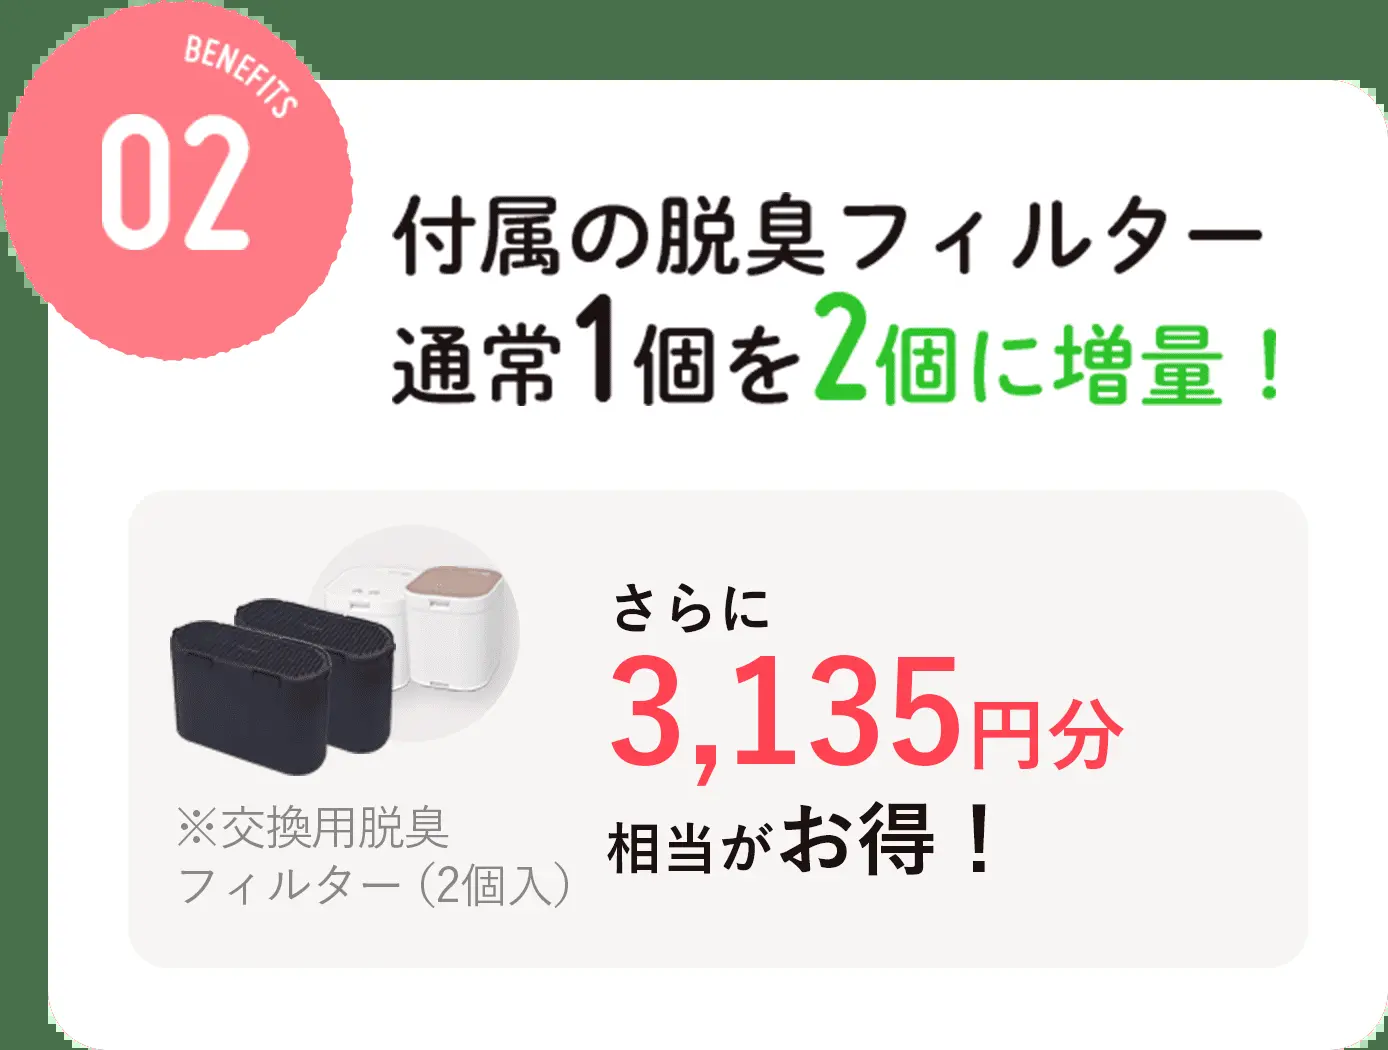 BENEFITS
02
付属の脱臭フィルター
通常1個を2個に増量！
さらに
3,135円分
相当がお得！
※交換用脱臭
フィルター（2個入）